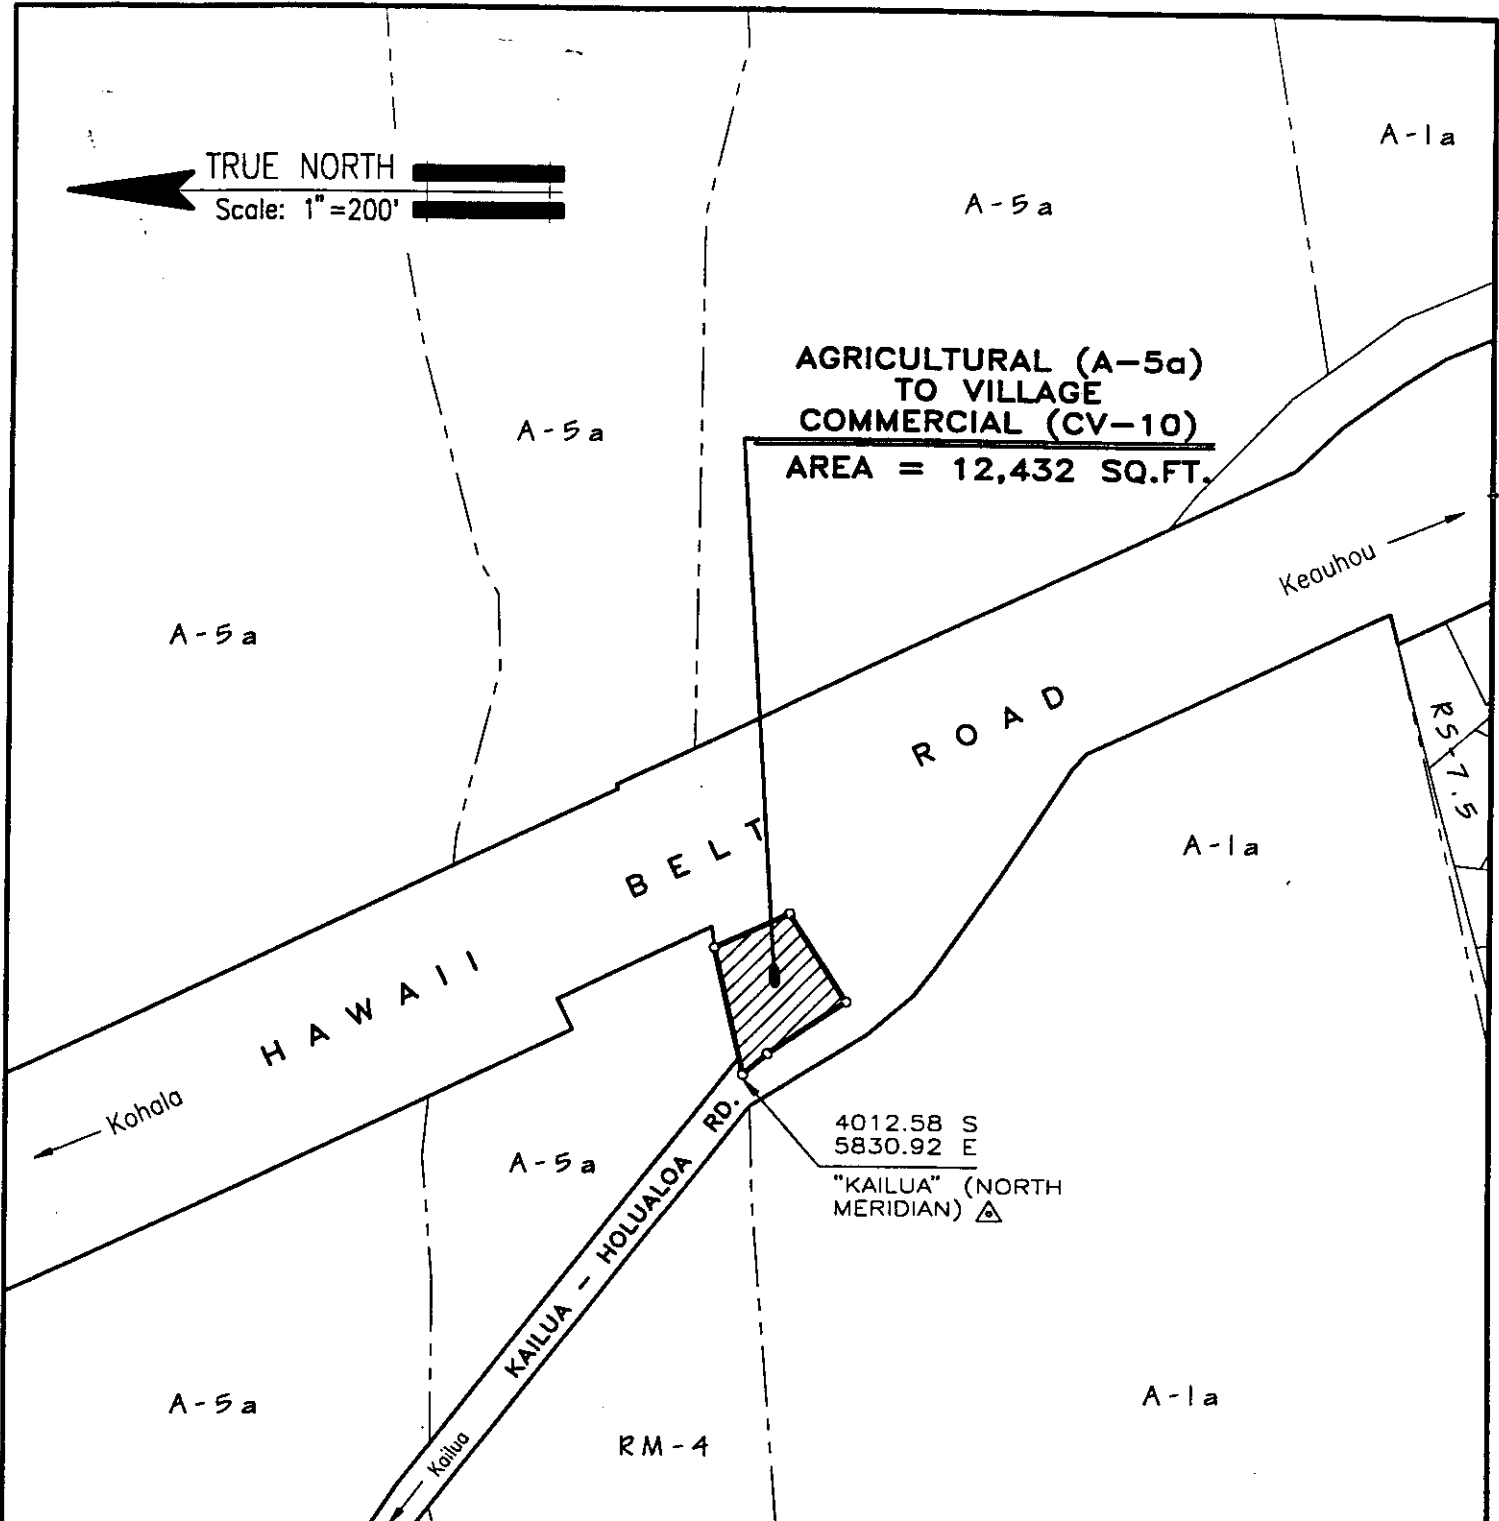 A-1a
TRUE NORTH
Scale: 1"=200'
A-5a
AGRICULTURAL (A-5a)
TO VILLAGE
COMMERCIAL (CV-10)
AREA = 12,432 SQ.FT.
A-5a
Keauhou
A-5a
ROAD
RS-7.5
A-1a
BELT
HAWAII
Kohala
4012.58 S
5830.92 E
"KAILUA" (NORTH
MERIDIAN)
A-5a
KAILUA - HOLUALOA RD.
A-5a
A-1a
RM-4
Kailua